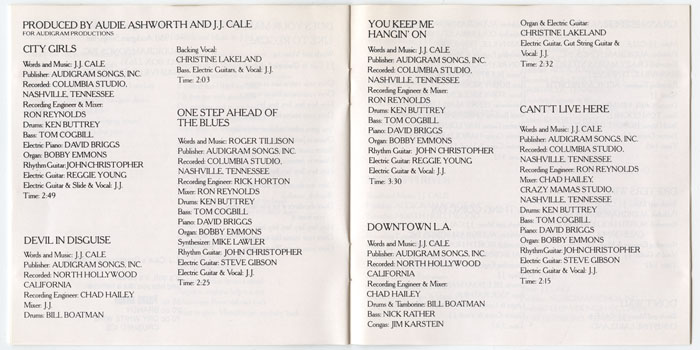 PRODUCED BY AUDIE ASHWORTH AND J.J. CALE
FOR AUDIGRAM PRODUCTIONS
CITY GIRLS
Words and Music: J.J. CALE
Publisher: AUDIGRAM SONGS, INC.
Recorded: COLUMBIA STUDIO,
NASHVILLE, TENNESSEE
Recording Engineer & Mixer:
RON REYNOLDS
Drums: KEN BUTTREY
Bass: TOM COGBILL
Electric Piano: DAVID BRIGGS
Organ: BOBBY EMMONS
Rhythm Guitar: JOHN CHRISTOPHER
Electric Guitar: REGGIE YOUNG
Electric Guitar & Slide & Vocal: J.J.
Time: 2:49
DEVIL IN DISGUISE
Words and Music: J.J. CALE
Publisher: AUDIGRAM SONGS, INC.
Recorded: NORTH HOLLYWOOD
CALIFORNIA
Recording Engineer: CHAD HAILEY
Mixer: J.J.
Drums: BILL BOATMAN
Backing Vocal:
CHRISTINE LAKELAND
Bass, Electric Guitars, & Vocal: J.J.
Time: 2:03
ONE STEP AHEAD OF
THE BLUES
Words and Music: ROGER TILLISON
Publisher: AUDIGRAM SONGS, INC.
Recorded: COLUMBIA STUDIO,
NASHVILLE, TENNESSEE
Recording Engineer: RICK HORTON
Mixer: RON REYNOLDS
Drums: KEN BUTTREY
Bass: TOM COGBILL
Piano: DAVID BRIGGS
Organ: BOBBY EMMONS
Synthesizer: MIKE LAWLER
Rhythm Guitar: JOHN CHRISTOPHER
Electric Guitar: STEVE GIBSON
Electric Guitar & Vocal: J.J.
Time: 2:25
YOU KEEP ME
HANGIN' ON
Words and Music: J.J. CALE
Publisher: AUDIGRAM SONGS, INC.
Recorded: COLUMBIA STUDIO,
NASHVILLE, TENNESSEE
Recording Engineer & Mixer:
RON REYNOLDS
Drums: KEN BUTTREY
Bass: TOM COGBILL
Piano: DAVID BRIGGS
Organ: BOBBY EMMONS
Rhythm Guitar: JOHN CHRISTOPHER
Electric Guitar: REGGIE YOUNG
Electric Guitar & Vocal: J.J.
Time: 3:30
DOWNTOWN L.A.
Words and Music: J.J. CALE
Publisher: AUDIGRAM SONGS, INC.
Recorded: NORTH HOLLYWOOD
CALIFORNIA
Recording Engineer & Mixer:
CHAD HAILEY
Drums & Tamborine: BILL BOATMAN
Bass: NICK RATHER
Congas: JIM KARSTEIN
Organ & Electric Guitar:
CHRISTINE LAKELAND
Electric Guitar, Gut String Guitar &
Vocal: J.J.
Time: 2:32
CAN'T LIVE HERE
Words and Music: J.J. CALE
Publisher: AUDIGRAM SONGS, INC.
Recorded: COLUMBIA STUDIO,
NASHVILLE, TENNESSEE
Recording Engineer: RON REYNOLDS
Mixer: CHAD HAILEY,
CRAZY MAMAS STUDIO,
NASHVILLE, TENNESSEE
Drums: KEN BUTTREY
Bass: TOM COGBILL
Piano: DAVID BRIGGS
Organ: BOBBY EMMONS
Rhythm Guitar: JOHN CHRISTOPHER
Electric Guitar: STEVE GIBSON
Electric Guitar & Vocal: J.J.
Time: 2:15